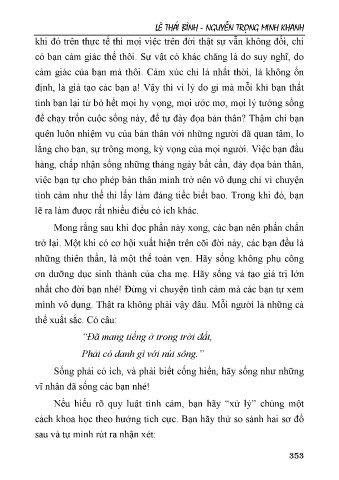 LÊ THÁI BÌNH - NGUYỄN TRỌNG MINH KHANH
khi đó trên thực tế thì mọi việc trên đời thật sự vẫn không đổi, chỉ
có bạn cảm giác thế thôi. Sự vật có khác chăng là do suy nghĩ, do
cảm giác của bạn mà thôi. Cảm xúc chỉ là nhất thời, là không ổn
định, là giả tạo các bạn ạ! Vậy thì vì lý do gì mà mỗi khi bạn thất
tình bạn lại từ bỏ hết mọi hy vọng, mọi ước mơ, mọi lý tưởng sống
để chạy trốn cuộc sống này, để tự đày đọa bản thân? Thậm chí bạn
quên luôn nhiệm vụ của bản thân với những người đã quan tâm, lo
lắng cho bạn, sự trông mong, kỳ vọng của mọi người. Việc bạn đầu
hàng, chấp nhận sống những tháng ngày bất cần, đày đọa bản thân,
việc bạn tự cho phép bản thân mình trở nên vô dụng chỉ vì chuyện
tình cảm như thế thì lấy làm đáng tiếc biết bao. Trong khi đó, bạn
lẽ ra làm được rất nhiều điều có ích khác.
Mong rằng sau khi đọc phần này xong, các bạn nên phấn chấn
trở lại. Một khi có cơ hội xuất hiện trên cõi đời này, các bạn đều là
những thiên thần, là một thể toàn vẹn. Hãy sống không phụ công
ơn dưỡng dục sinh thành của cha mẹ. Hãy sống và tạo giá trị lớn
nhất cho đời bạn nhé! Đừng vì chuyện tình cảm mà các bạn tự xem
mình vô dụng. Thật ra không phải vậy đâu. Mỗi người là những cá
thể xuất sắc. Có câu:
“Đã mang tiếng ở trong trời đất,
Phải có danh gì với núi sông.”
Sống phải có ích, và phải biết cống hiến, hãy sống như những
vĩ nhân đã sống các bạn nhé!
Nếu hiểu rõ quy luật tình cảm, bạn hãy “xử lý” chúng một
cách khoa học theo hướng tích cực. Bạn hãy thử so sánh hai sơ đồ
sau và tự mình rút ra nhận xét:
353